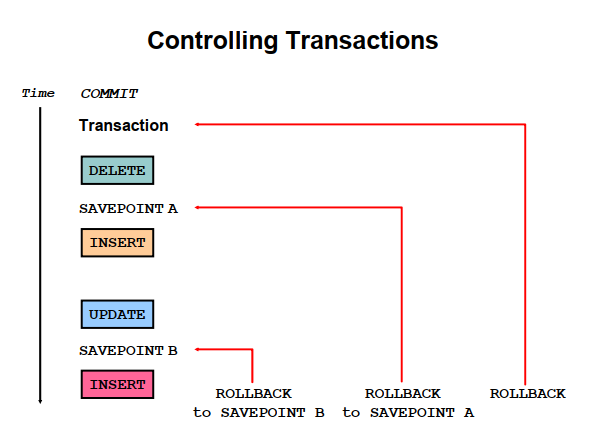 Controlling Transactions
Time
COMMIT
Transaction
DELETE
SAVEPOINT A
INSERT
UPDATE
SAVEPOINT B
INSERT
ROLLBACK
to SAVEPOINT B
ROLLBACK
to SAVEPOINT A
ROLLBACK